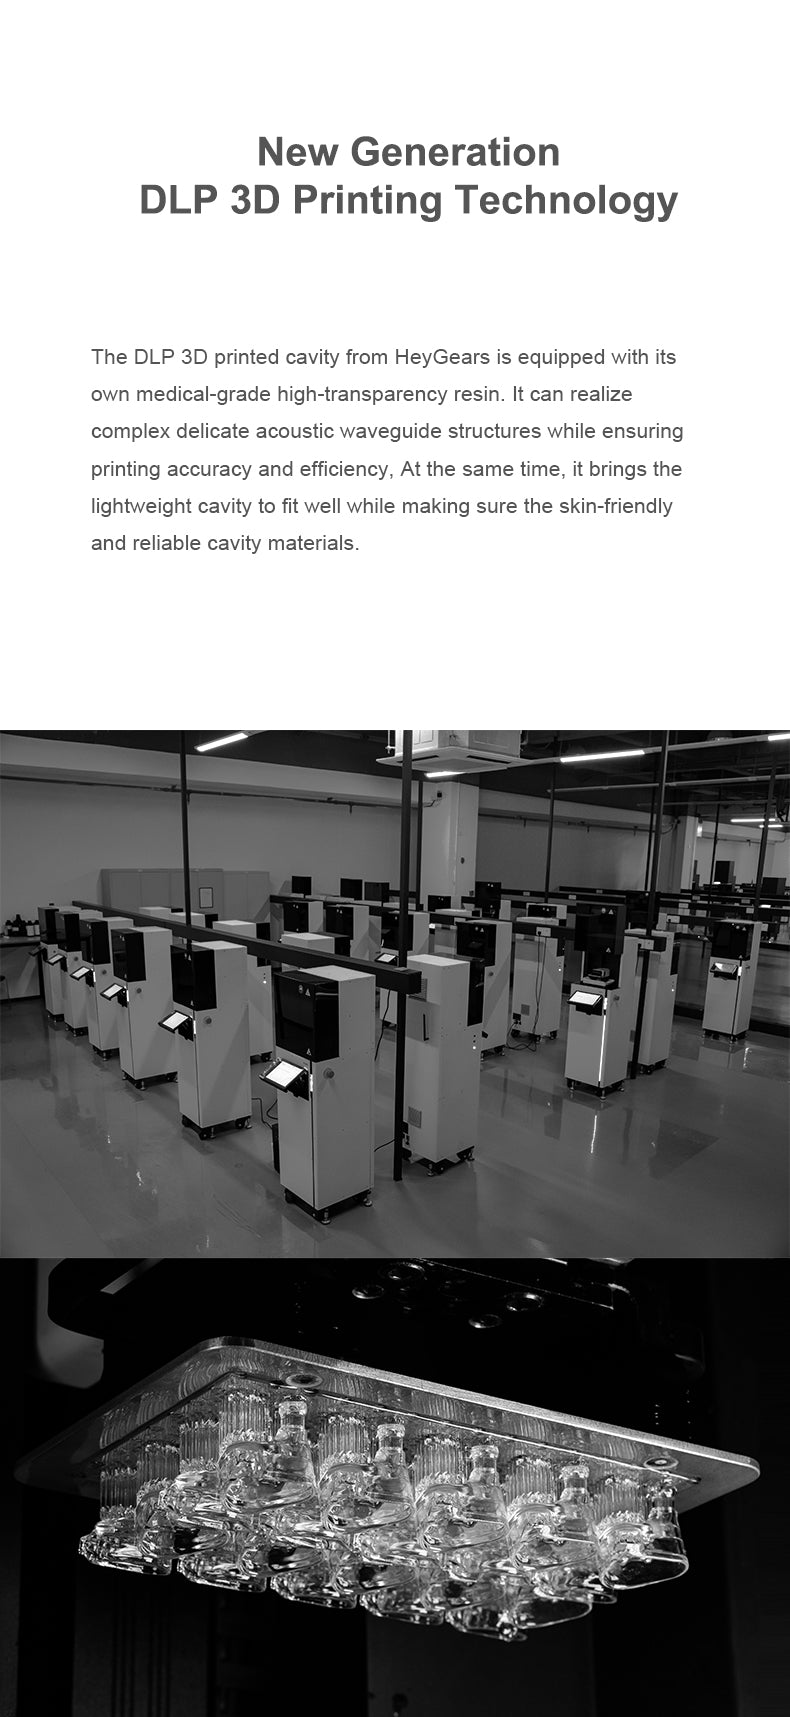 New Generation
DLP 3D Printing Technology
The DLP 3D printed cavity from HeyGears is equipped with its
own medical-grade high-transparency resin. It can realize
complex delicate acoustic waveguide structures while ensuring
printing accuracy and efficiency, At the same time, it brings the
lightweight cavity to fit well while making sure the skin-friendly
and reliable cavity materials.